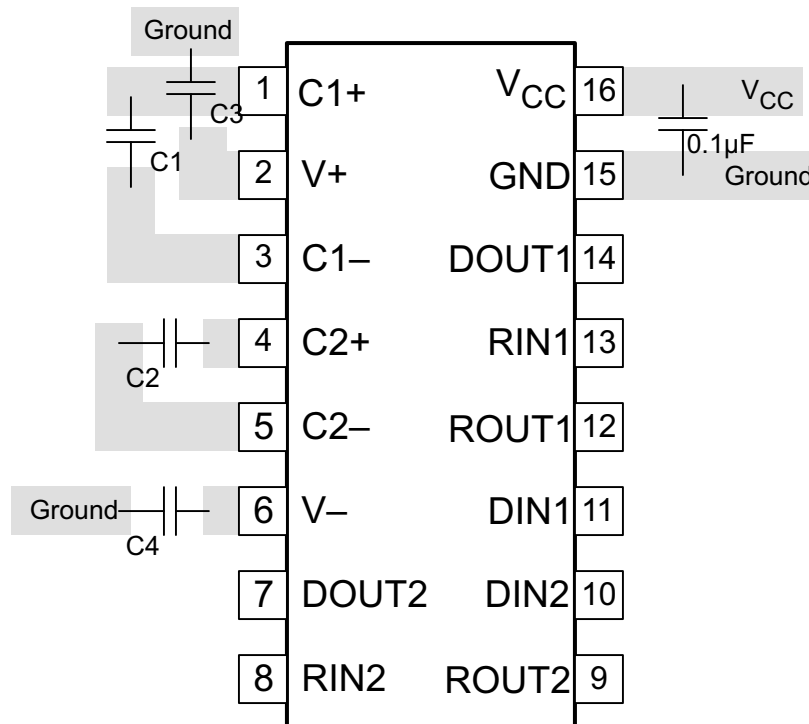 Ground
1 C1+ V_CC 16 V_CC
C3
C1 0.1µF
2 V+ GND 15 Ground
3 C1– DOUT1 14
4 C2+ RIN1 13
C2
5 C2– ROUT1 12
Ground 6 V– DIN1 11
C4
7 DOUT2 DIN2 10
8 RIN2 ROUT2 9